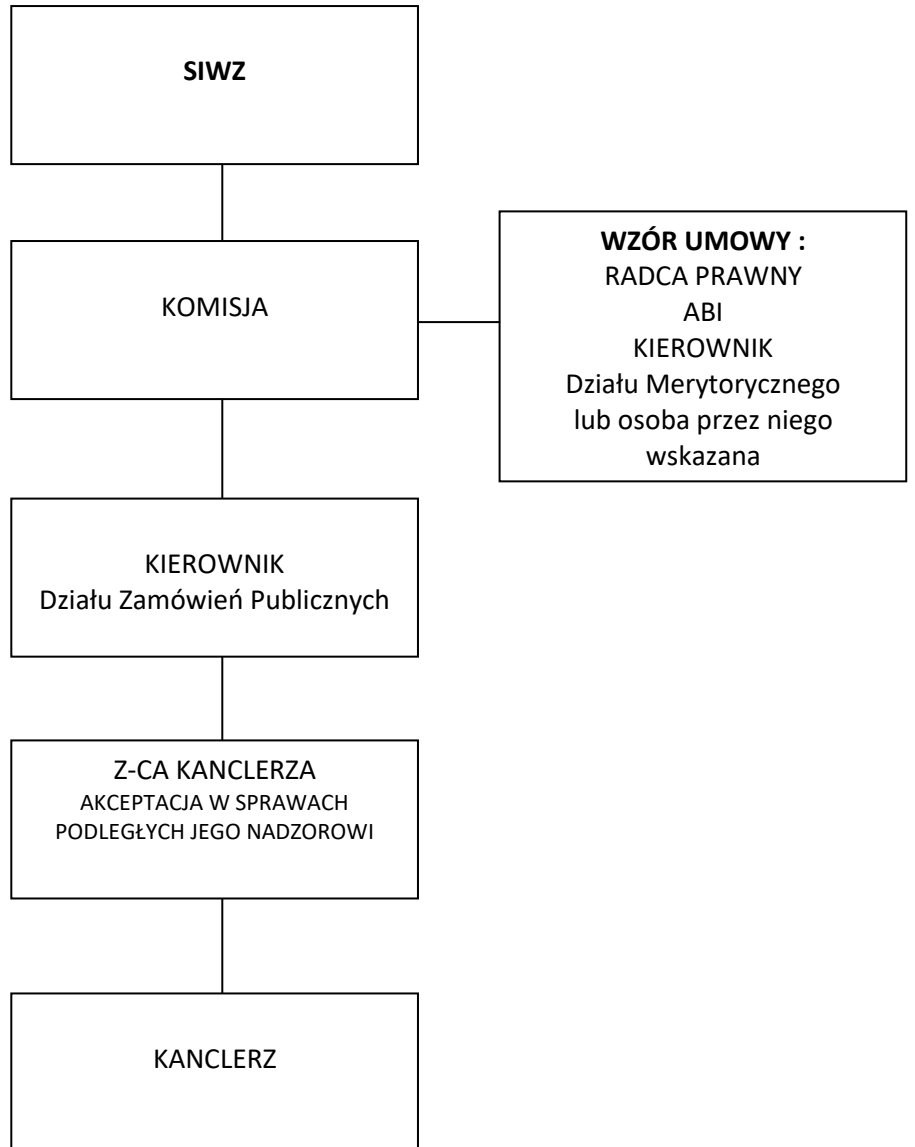 SIWZ
KOMISJA
WZÓR UMOWY :
RADCA PRAWNY
ABI
KIEROWNIK
Działu Merytorycznego
lub osoba przez niego
wskazana
KIEROWNIK
Działu Zamówień Publicznych
Z-CA KANCLERZA
AKCEPTACJA W SPRAWACH
PODLEGŁYCH JEGO NADZOROWI
KANCLERZ